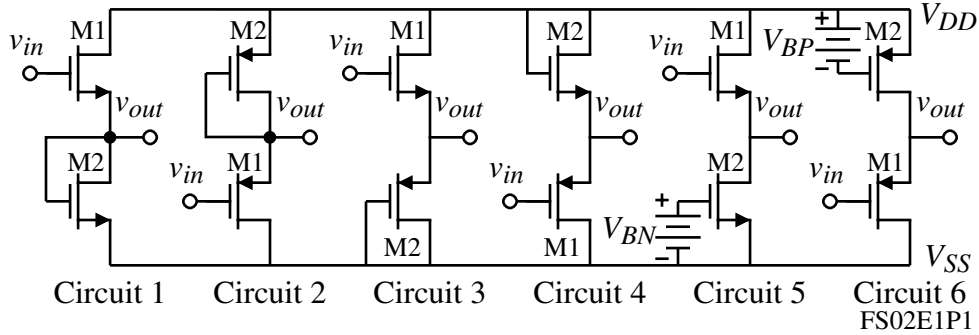 V_DD
M1 M2 M1 M2 M1 V_BP M2
v_in v_in v_in
v_out v_out v_out v_out v_out v_out
M2 M1 M2 M1
v_in v_in v_in
V_BN
M2 M1
V_SS
Circuit 1 Circuit 2 Circuit 3 Circuit 4 Circuit 5 Circuit 6
FS02E1P1